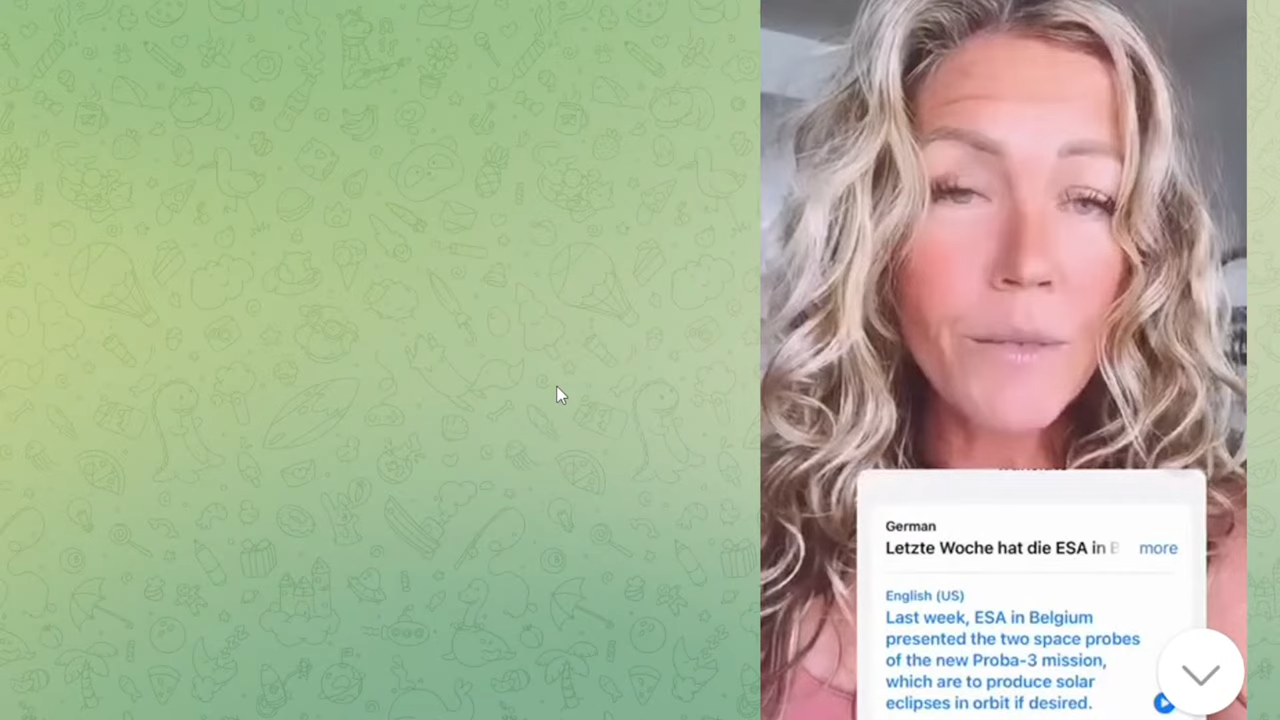 German
Letzte Woche hat die ESA in
more
English (US)
Last week, ESA in Belgium
presented the two space probes
of the new Proba-3 mission,
which are to produce solar
eclipses in orbit if desired.